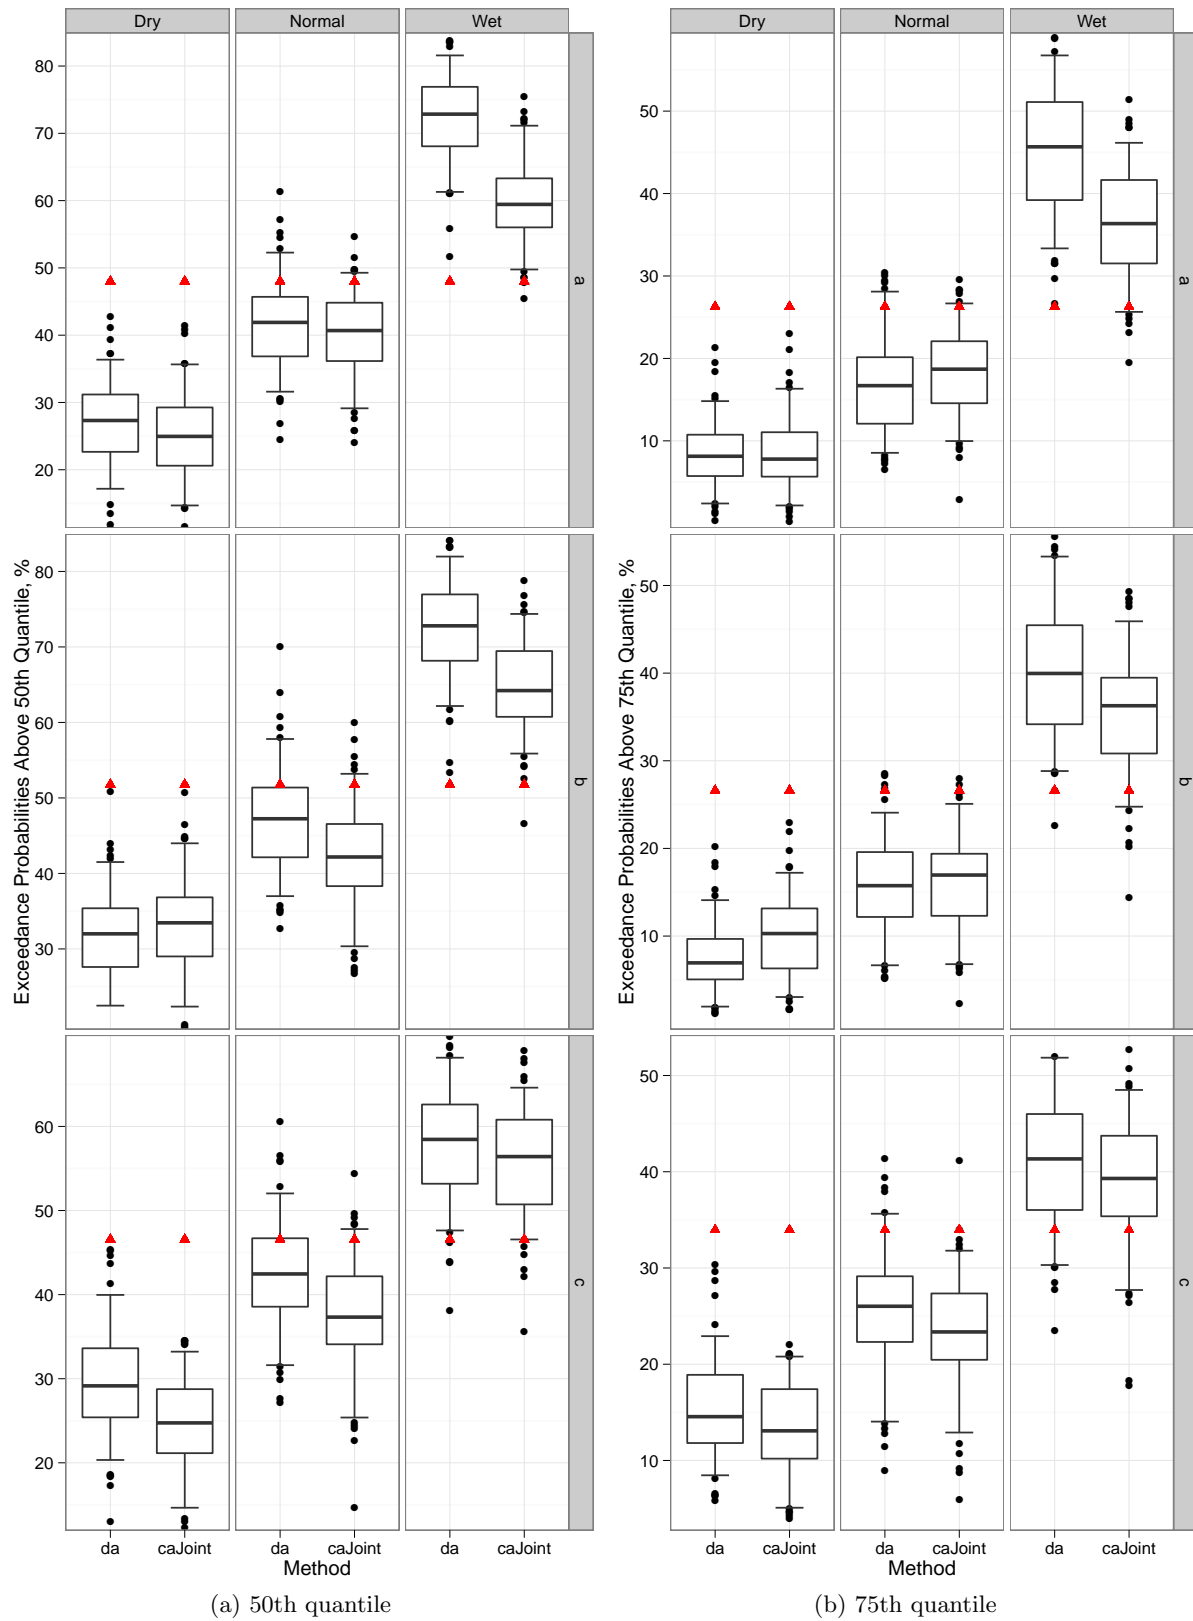 Dry Normal Wet
80
70
60
50
40
30
20
a
80
70
60
50
40
30
b
60
50
40
30
20
c
Exceedance Probabilities Above 50th Quantile, %
da caJoint da caJoint da caJoint
Method
(a) 50th quantile
Dry Normal Wet
50
40
30
20
10
a
50
40
30
20
10
b
50
40
30
20
10
c
Exceedance Probabilities Above 75th Quantile, %
da caJoint da caJoint da caJoint
Method
(b) 75th quantile